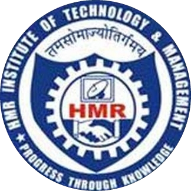 HMR INSTITUTE OF TECHNOLOGY & MANAGEMENT
तमसोमाज्योतिर्गमय
HMR
★ PROGRESS THROUGH KNOWLEDGE ★